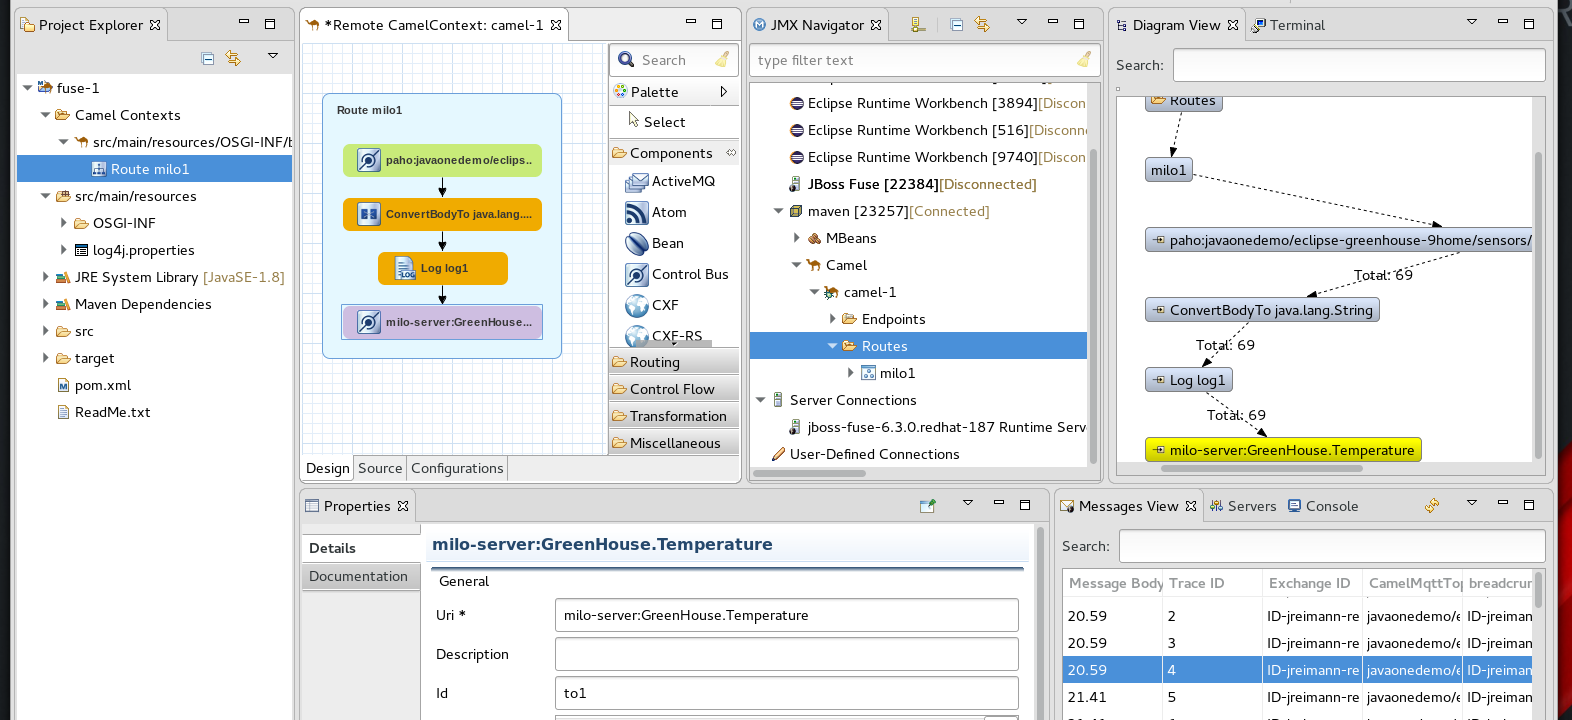 Project Explorer
fuse-1
Camel Contexts
src/main/resources/OSGI-INF/b
Route milo1
src/main/resources
OSGI-INF
log4j.properties
JRE System Library [JavaSE-1.8]
Maven Dependencies
src
target
pom.xml
ReadMe.txt
*Remote CamelContext: camel-1
Route milo1
paho:javaonedemo/eclips..
ConvertBodyTo java.lang....
Log log1
milo-server:GreenHouse...
Search
Palette
Select
Components
ActiveMQ
Atom
Bean
Control Bus
CXF
CXF-RS
Routing
Control Flow
Transformation
Miscellaneous
Design Source Configurations
JMX Navigator
type filter text
Eclipse Runtime Workbench [3894][Discon
Eclipse Runtime Workbench [516][Disconn
Eclipse Runtime Workbench [9740][Discon
JBoss Fuse [22384][Disconnected]
maven [23257][Connected]
MBeans
Camel
camel-1
Endpoints
Routes
milo1
Server Connections
jboss-fuse-6.3.0.redhat-187 Runtime Serv
User-Defined Connections
Diagram View Terminal
Search:
Routes
milo1
paho:javaonedemo/eclipse-greenhouse-9home/sensors/
Total: 69
ConvertBodyTo java.lang.String
Total: 69
Log log1
Total: 69
milo-server:GreenHouse.Temperature
Properties
Details
Documentation
milo-server:GreenHouse.Temperature
General
Uri * milo-server:GreenHouse.Temperature
Description
Id to1
Messages View Servers Console
Search:
Message Body Trace ID Exchange ID CamelMqttTop breadcrum
20.59 2 ID-jreimann-re javaonedemo/e ID-jreiman
20.59 3 ID-jreimann-re javaonedemo/e ID-jreiman
20.59 4 ID-jreimann-re javaonedemo/e ID-jreiman
21.41 5 ID-jreimann-re javaonedemo/e ID-jreiman